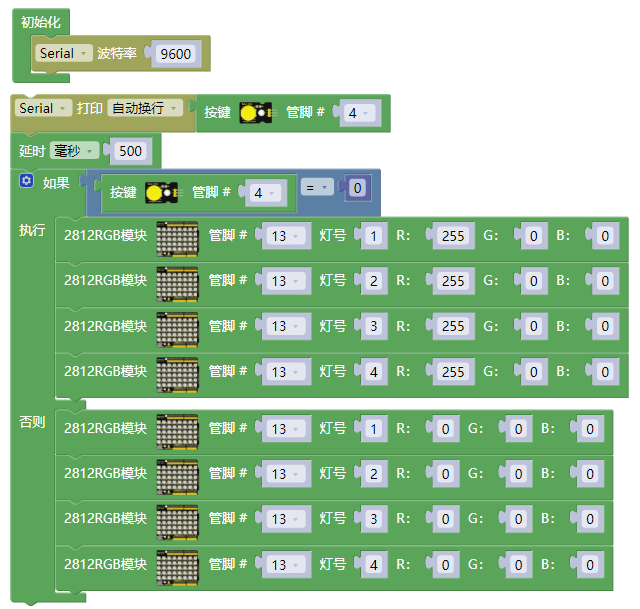 初始化
Serial 波特率 9600
Serial 打印 自动换行 按键 管脚 # 4
延时 毫秒 500
如果 按键 管脚 # 4 = 0
执行 2812RGB模块 管脚 # 13 灯号 1 R: 255 G: 0 B: 0
2812RGB模块 管脚 # 13 灯号 2 R: 255 G: 0 B: 0
2812RGB模块 管脚 # 13 灯号 3 R: 255 G: 0 B: 0
2812RGB模块 管脚 # 13 灯号 4 R: 255 G: 0 B: 0
否则 2812RGB模块 管脚 # 13 灯号 1 R: 0 G: 0 B: 0
2812RGB模块 管脚 # 13 灯号 2 R: 0 G: 0 B: 0
2812RGB模块 管脚 # 13 灯号 3 R: 0 G: 0 B: 0
2812RGB模块 管脚 # 13 灯号 4 R: 0 G: 0 B: 0